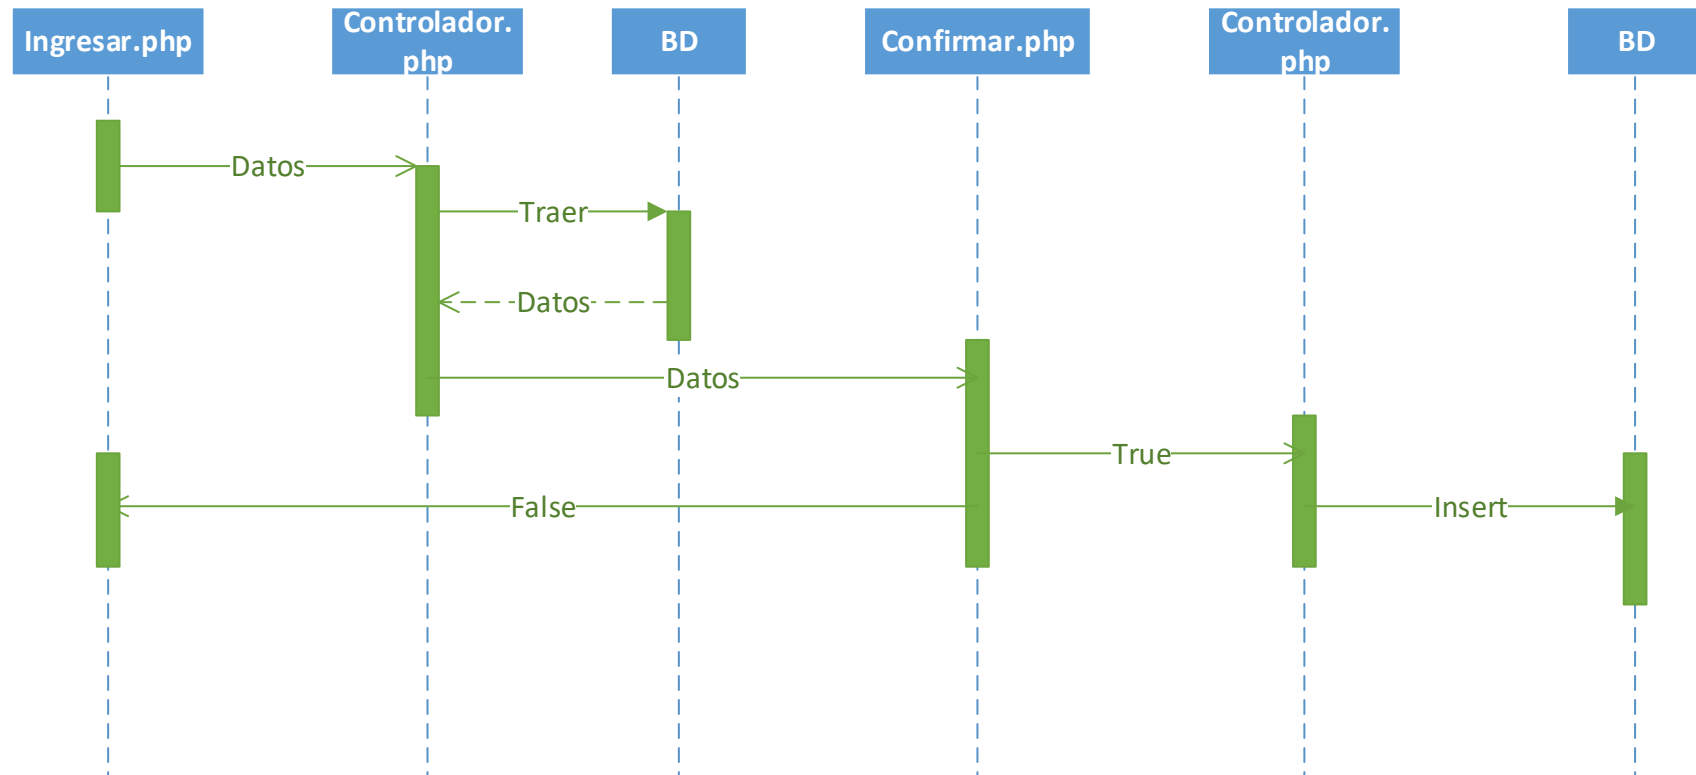 Ingresar.php
Controlador.
php
BD
Confirmar.php
Controlador.
php
BD
Datos
Traer
Datos
Datos
True
False
Insert